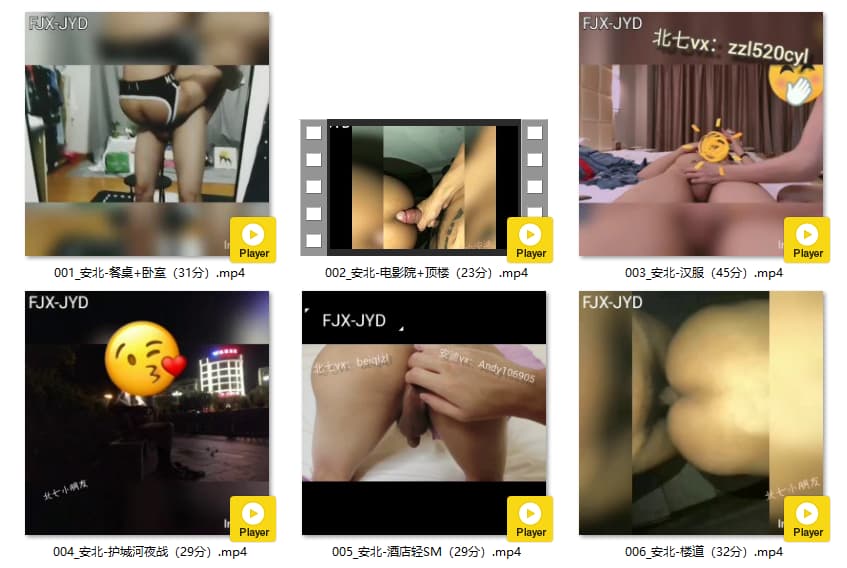 FJX-JYD
Player
001_安北-餐桌+卧室（31分）.mp4
Player
002_安北-电影院+顶楼（23分）.mp4
FJX-JYD
北七vx：zzl520cyl
Player
003_安北-汉服（45分）.mp4
FJX-JYD
北七小朋友
Player
004_安北-护城河夜战（29分）.mp4
FJX-JYD
北七vx：beiqizl
安迪vx：Andy106905
Player
005_安北-酒店轻SM（29分）.mp4
FJX-JYD
北七小朋友
Player
006_安北-楼道（32分）.mp4